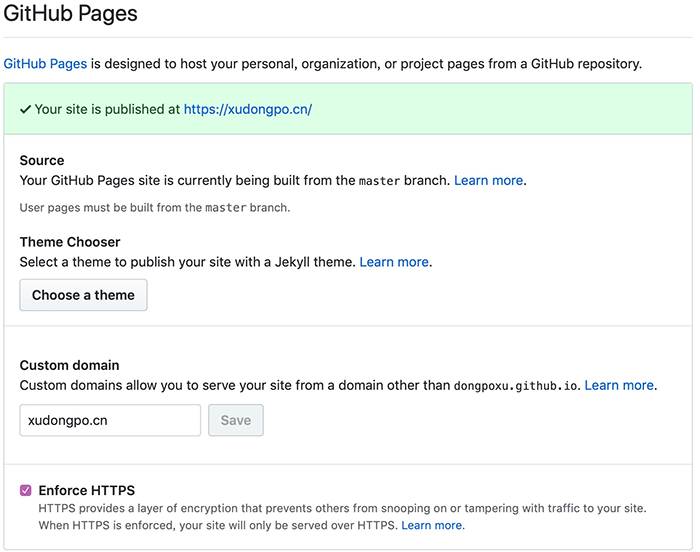 GitHub Pages
GitHub Pages is designed to host your personal, organization, or project pages from a GitHub repository.
Your site is published at https://xudongpo.cn/
Source
Your GitHub Pages site is currently being built from the master branch. Learn more.
User pages must be built from the master branch.
Theme Chooser
Select a theme to publish your site with a Jekyll theme. Learn more.
Choose a theme
Custom domain
Custom domains allow you to serve your site from a domain other than dongpoxu.github.io. Learn more.
xudongpo.cn
Save
Enforce HTTPS
HTTPS provides a layer of encryption that prevents others from snooping on or tampering with traffic to your site.
When HTTPS is enforced, your site will only be served over HTTPS. Learn more.